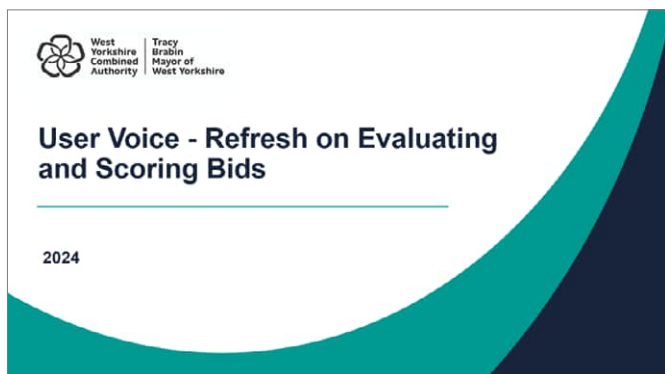 West
Yorkshire
Combined
Authority
Tracy
Brabin
Mayor of
West Yorkshire
User Voice - Refresh on Evaluating
and Scoring Bids
2024